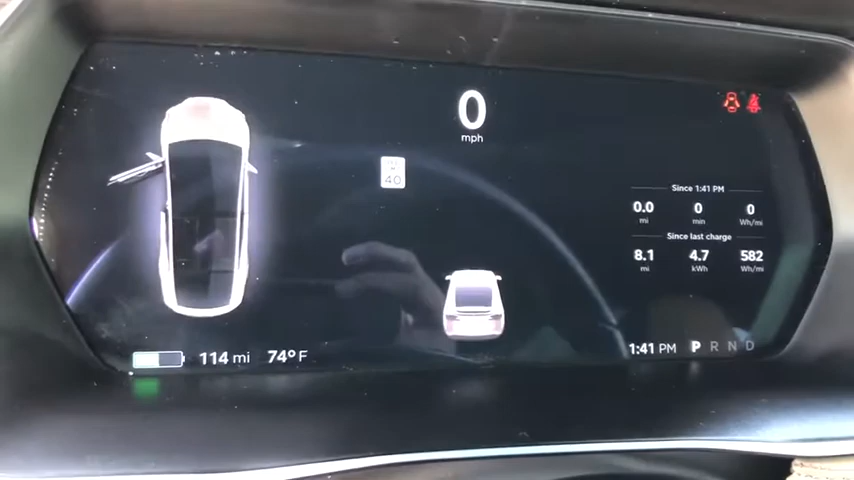 0
mph
40
Since 1:41 PM
0.0 0 0
mi min Wh/mi
Since last charge
8.1 4.7 582
mi kWh Wh/mi
114 mi 74°F
1:41 PM P R N D